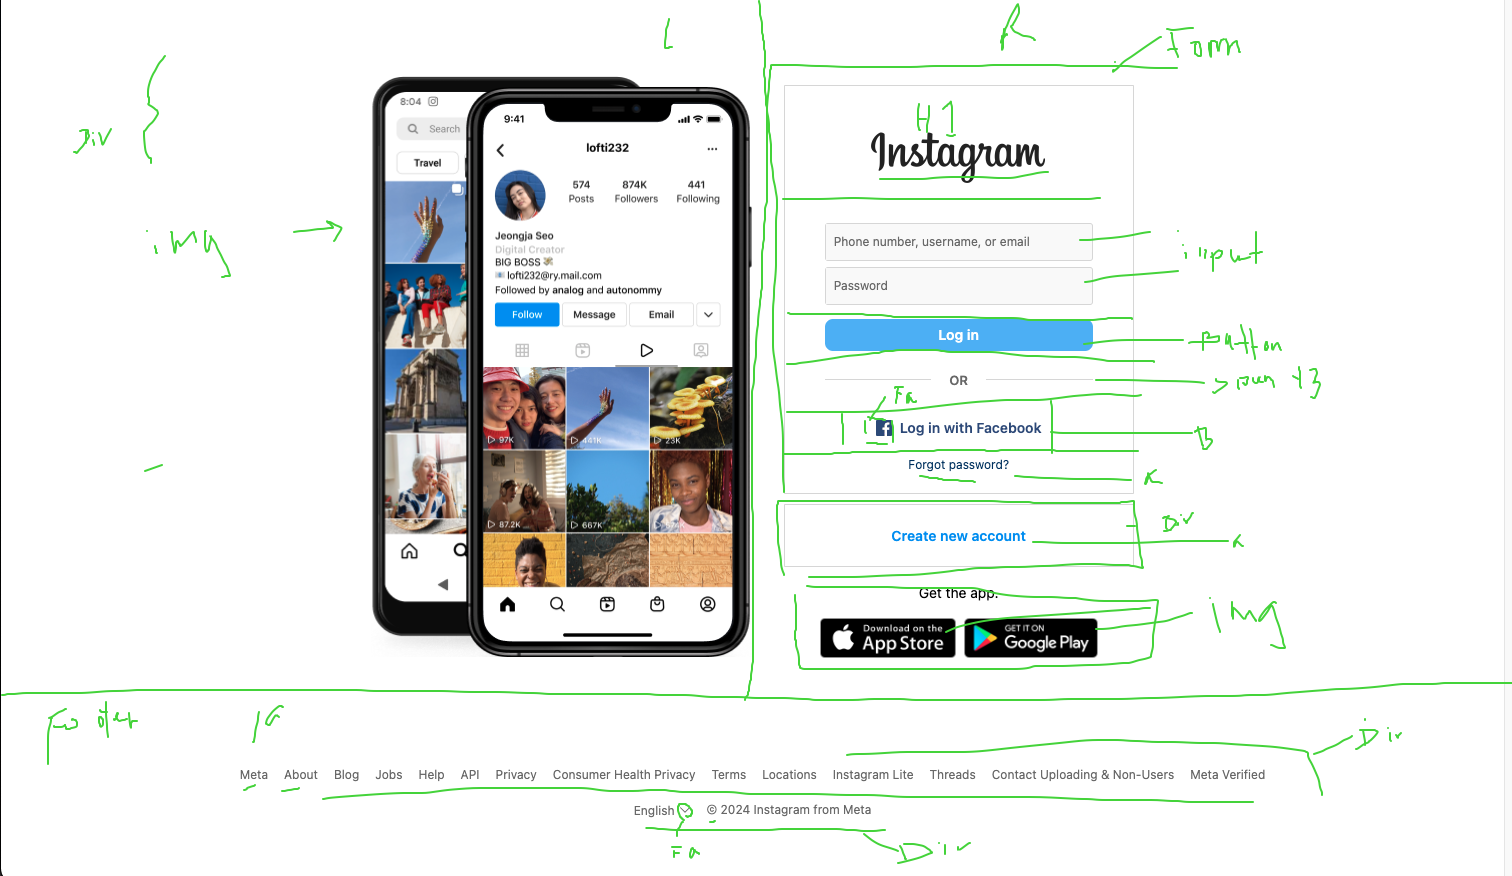 L
R
Form
Div
img
8:04
Search
Travel
9:41
lofti232
574 874K 441
Posts Followers Following
Jeongja Seo
Digital Creator
BIG BOSS
lofti232@ry.mail.com
Followed by analog and autonommy
Follow Message Email
97K 441K 23K
87.2K 667K
H1
Instagram
Phone number, username, or email
input
Password
Log in
Button
OR
Fa
Log in with Facebook
B
Forgot password?
Div
Create new account
Get the app.
Download on the
App Store
GET IT ON
Google Play
img
Footer
Div
Meta About Blog Jobs Help API Privacy Consumer Health Privacy Terms Locations Instagram Lite Threads Contact Uploading & Non-Users Meta Verified
English © 2024 Instagram from Meta
Fa
Div